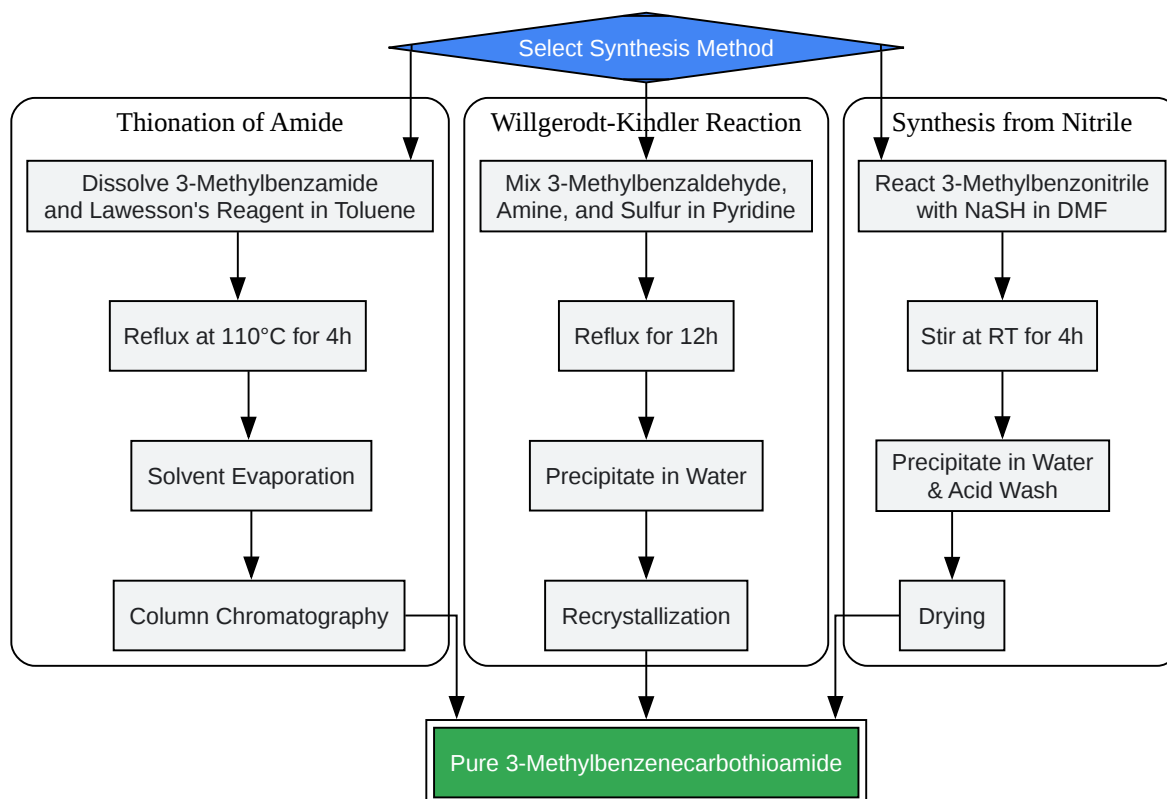 Select Synthesis Method
Thionation of Amide
Dissolve 3-Methylbenzamide
and Lawesson's Reagent in Toluene
Reflux at 110°C for 4h
Solvent Evaporation
Column Chromatography
Willgerodt-Kindler Reaction
Mix 3-Methylbenzaldehyde,
Amine, and Sulfur in Pyridine
Reflux for 12h
Precipitate in Water
Recrystallization
Synthesis from Nitrile
React 3-Methylbenzonitrile
with NaSH in DMF
Stir at RT for 4h
Precipitate in Water
& Acid Wash
Drying
Pure 3-Methylbenzenecarbothioamide